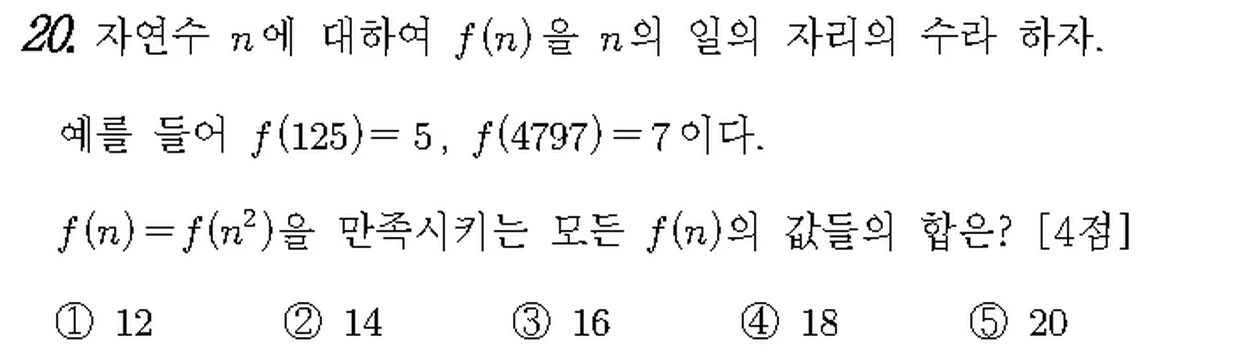 20. 자연수 n에 대하여 f(n)을 n의 일의 자리의 수라 하자.
예를 들어 f(125)=5, f(4797)=7이다.
f(n)=f(n²)을 만족시키는 모든 f(n)의 값들의 합은? [4점]
① 12 ② 14 ③ 16 ④ 18 ⑤ 20